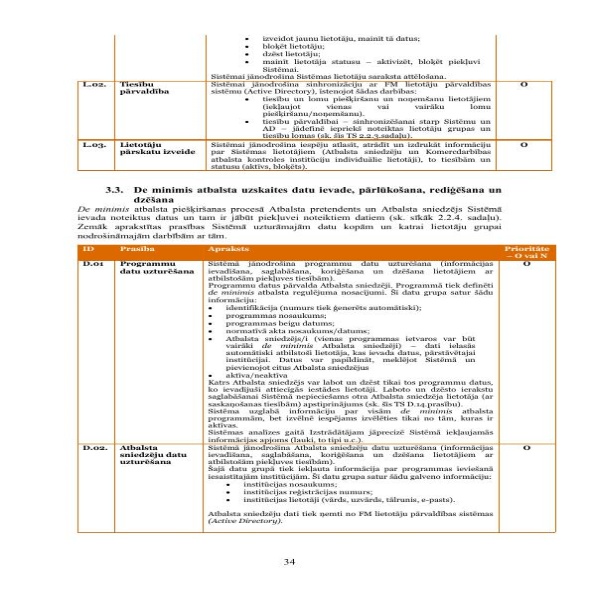 • izveidot jaunu lietotāju, mainīt tā datus;
• bloķēt lietotāju;
• dzēst lietotāju;
• mainīt lietotāja statusu – aktivizēt, bloķēt piekļuvi
Sistēmai.
Sistēmai jānodrošina Sistēmas lietotāju saraksta attēlošana.
L.02. Tiesību pārvaldība O
Sistēmai jānodrošina sinhronizāciju ar FM lietotāju pārvaldības
sistēmu (Active Directory), īstenojot šādas darbības:
• tiesību un lomu piešķiršanu un noņemšanu lietotājiem
(iekļaujot vienas vai vairāku lomu
piešķiršanu/noņemšanu).
• tiesību pārvaldībai – sinhronizēšanai starp Sistēmu un
AD – jādefinē iepriekš noteiktas lietotāju grupas un
tiesību lomas (sk. šīs TS 2.2.3.sadaļu).
L.03. Lietotāju pārskatu izveide O
Sistēmai jānodrošina iespēju atlasīt, atrādīt un izdrukāt informāciju
par Sistēmas lietotājiem (Atbalsta sniedzēju un Komercdarbības
atbalsta kontroles institūciju individuālie lietotāji), to tiesībām un
statusu (aktīvs, bloķēts).
3.3. De minimis atbalsta uzskaites datu ievade, pārlūkošana, rediģēšana un
dzēšana
De minimis atbalsta piešķiršanas procesā Atbalsta pretendents un Atbalsta sniedzējs Sistēmā
ievada noteiktus datus un tam ir jābūt piekļuvei noteiktiem datiem (sk. sīkāk 2.2.4. sadaļu).
Zemāk aprakstītas prasības Sistēmā uzturāmajām datu kopām un katrai lietotāju grupai
nodrošināmajām darbībām ar tām.
ID Prasība Apraksts Prioritāte
– O vai N
D.01 Programmu datu uzturēšana O
Sistēmā jānodrošina programmu datu uzturēšana (informācijas
ievadīšana, saglabāšana, koriģēšana un dzēšana lietotājiem ar
atbilstošām piekļuves tiesībām).
Programmu datus pārvalda Atbalsta sniedzēji. Programmā tiek definēti
de minimis atbalsta regulējuma nosacījumi. Šī datu grupa satur šādu
informāciju:
• identifikācija (numurs tiek ģenerēts automātiski);
• programmas nosaukums;
• programmas beigu datums;
• normatīvā akta nosaukums/datums;
• Atbalsta sniedzējs/i (vienas programmas ietvaros var būt
vairāki de minimis Atbalsta sniedzēji) – dati ielasās
automātiski atbilstoši lietotāja, kas ievada datus, pārstāvētajai
institūcijai. Datus var papildināt, meklējot Sistēmā un
pievienojot citus Atbalsta sniedzējus
• aktīva/neaktīva
Katrs Atbalsta sniedzējs var labot un dzēst tikai tos programmu datus,
ko ievadījuši attiecīgās iestādes lietotāji. Laboto un dzēsto ierakstu
saglabāšanai Sistēmā nepieciešams otra Atbalsta sniedzēja lietotāja (ar
saskaņošanas tiesībām) apstiprinājums (sk. šīs TS D.14.prasību).
Sistēma uzglabā informāciju par visām de minimis atbalsta
programmām, bet izvēlnē iespējams izvēlēties tikai no tām, kuras ir
aktīvas.
Sistēmas analīzes gaitā Izstrādātājam jāprecizē Sistēmā iekļaujamās
informācijas apjoms (lauki, to tipi u.c.).
D.02. Atbalsta sniedzēju datu uzturēšana O
Sistēmā jānodrošina Atbalsta sniedzēju datu uzturēšana (informācijas
ievadīšana, saglabāšana, koriģēšana un dzēšana lietotājiem ar
atbilstošām piekļuves tiesībām).
Šajā datu grupā tiek iekļauta informācija par programmas ieviešanā
iesaistītajām institūcijām. Šī datu grupa satur šādu galveno informāciju:
• institūcijas nosaukums;
• institūcijas reģistrācijas numurs;
• institūcijas lietotāji (vārds, uzvārds, tālrunis, e-pasts).
Atbalsta sniedzēju dati tiek ņemti no FM lietotāju pārvaldības sistēmas
(Active Directory).
34